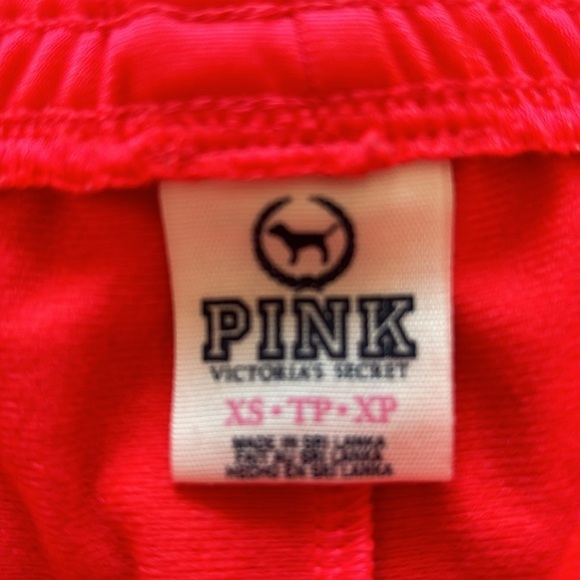 PINK
VICTORIA'S SECRET
XS • TP • XP
MADE IN SRI LANKA
FAIT AU SRI LANKA
HECHO EN SRI LANKA